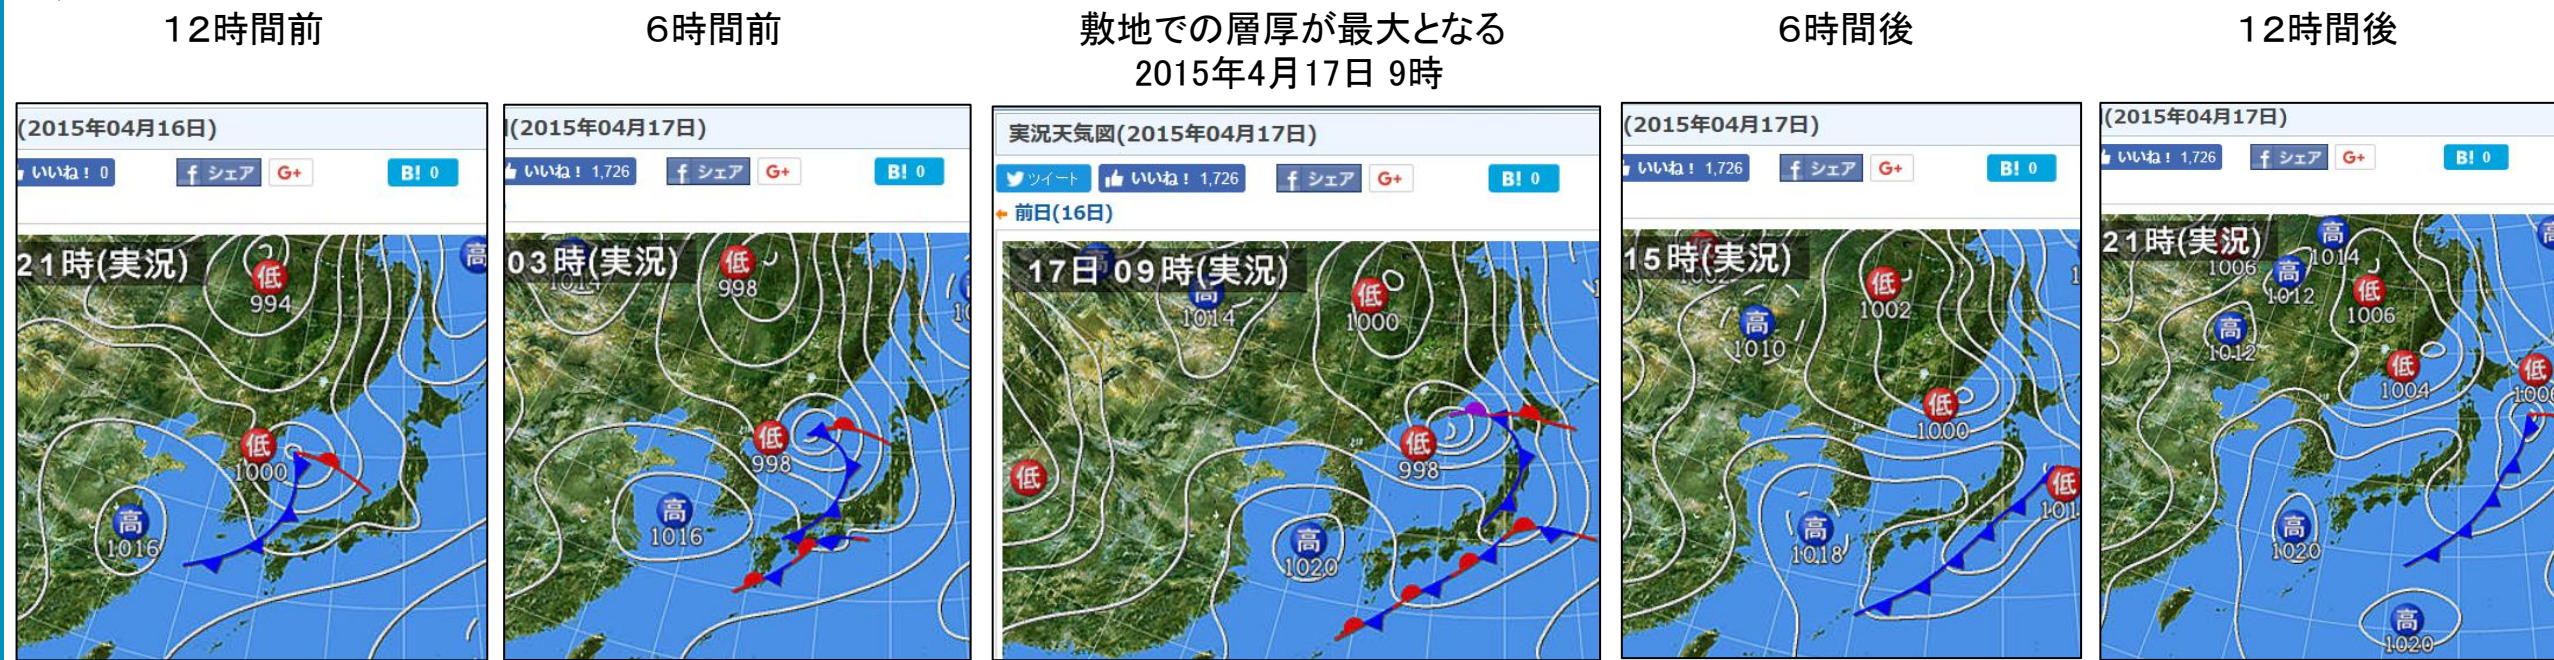 12時間前
6時間前
敷地での層厚が最大となる
2015年4月17日 9時
6時間後
12時間後
(2015年04月16日)
いいね！ 0
f シェア
G+
B! 0
21時(実況)
低
994
高
低
1000
高
1016
(2015年04月17日)
いいね！ 1,726
f シェア
G+
B! 0
03時(実況)
1014
低
998
低
998
高
1016
実況天気図(2015年04月17日)
ツイート
いいね！ 1,726
f シェア
G+
B! 0
前日(16日)
17日 09時(実況)
高
高
1014
低
1000
低
低
998
高
1020
(2015年04月17日)
いいね！ 1,726
f シェア
G+
B! 0
15時(実況)
低
1002
高
1010
低
1000
低
101
高
1018
(2015年04月17日)
いいね！ 1,726
f シェア
G+
B! 0
21時(実況)
1006
高
1014
高
1012
低
1006
高
1012
低
1004
低
高
1020
高
1020